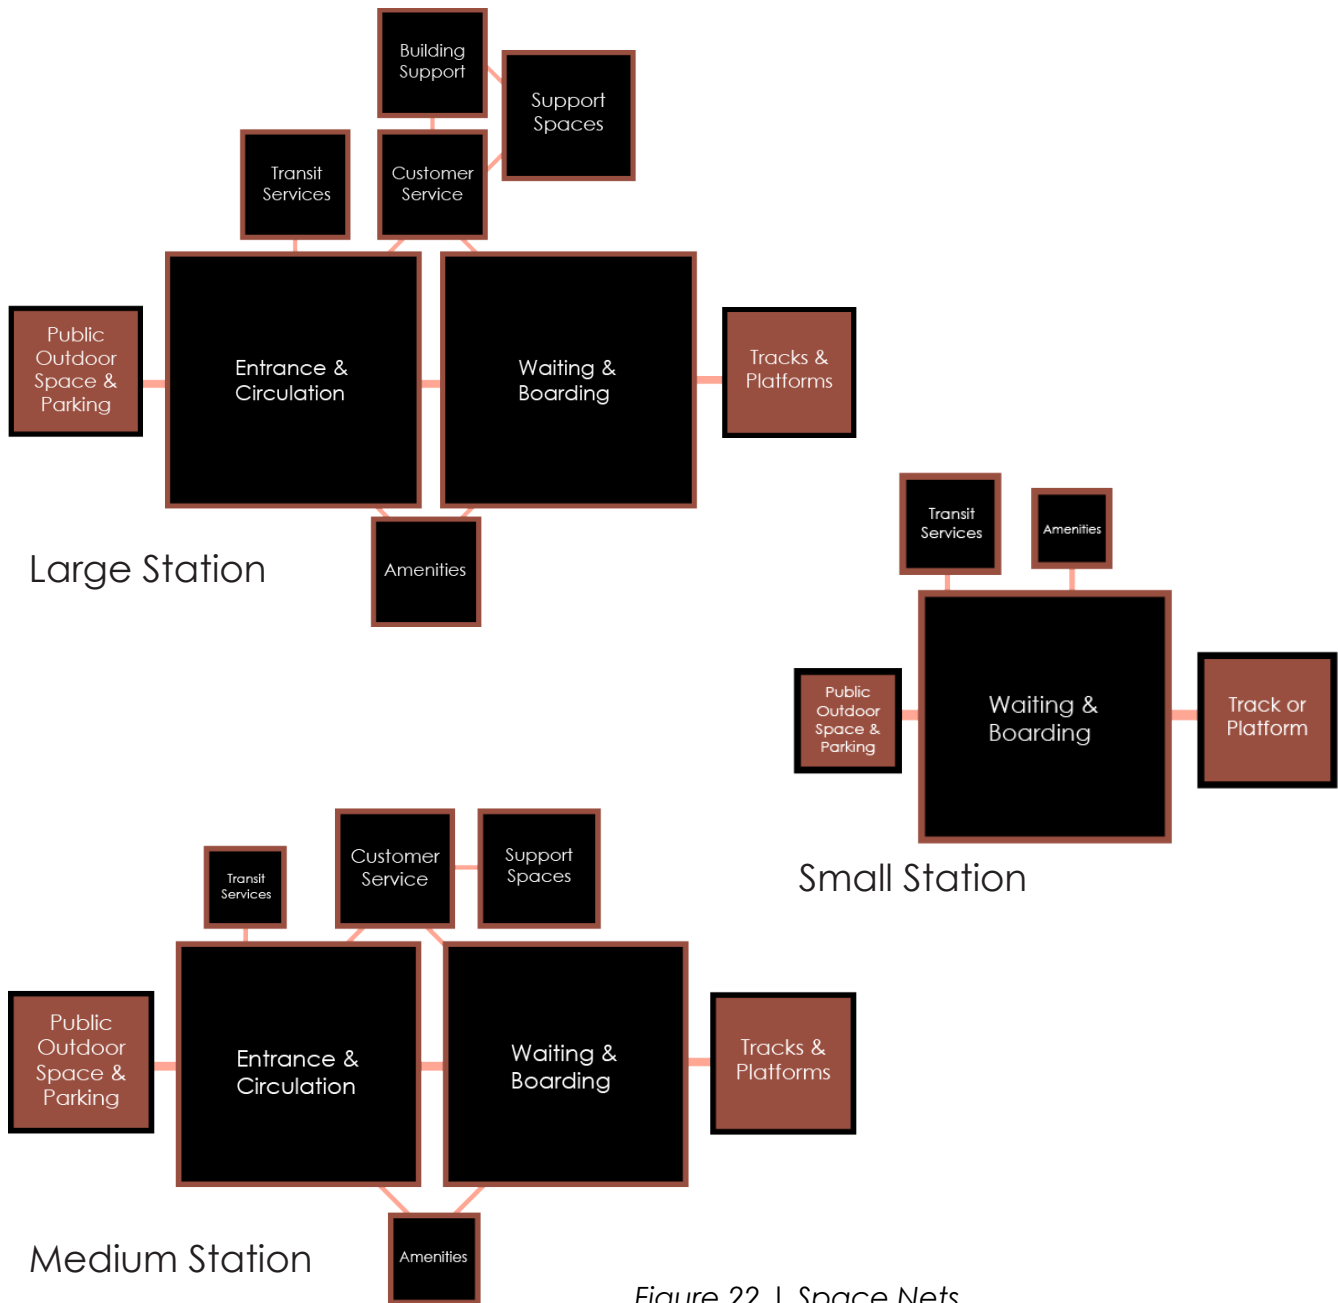 Building
Support
Support
Spaces
Transit
Services
Customer
Service
Public
Outdoor
Space &
Parking
Entrance &
Circulation
Waiting &
Boarding
Tracks &
Platforms
Amenities
Large Station
Transit
Services
Amenities
Public
Outdoor
Space &
Parking
Waiting &
Boarding
Track or
Platform
Small Station
Customer
Service
Support
Spaces
Transit
Services
Public
Outdoor
Space &
Parking
Entrance &
Circulation
Waiting &
Boarding
Tracks &
Platforms
Amenities
Medium Station
Figure 22 | Space Nets